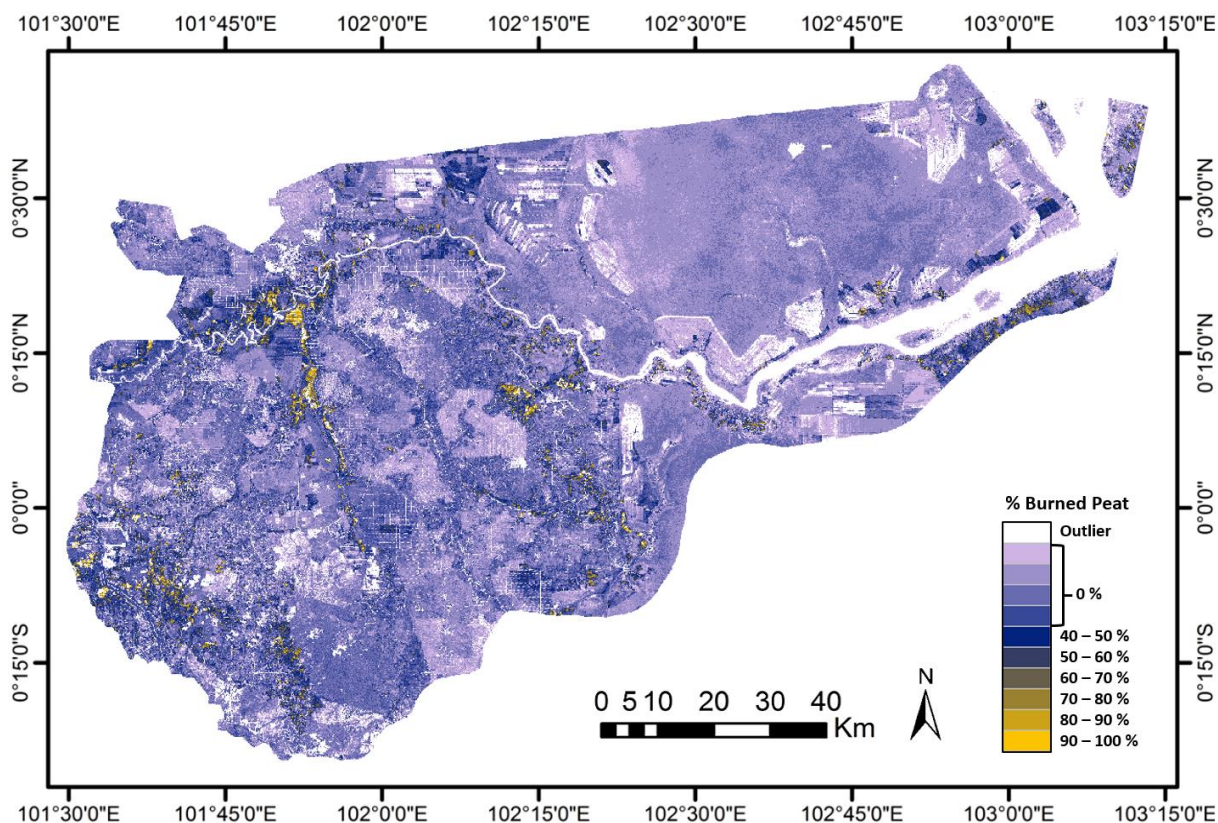 101°30'0"E 101°45'0"E 102°0'0"E 102°15'0"E 102°30'0"E 102°45'0"E 103°0'0"E 103°15'0"E
0°30'0"N 0°30'0"N
0°15'0"N 0°15'0"N
0°0'0" 0°0'0"
0°15'0"S 0°15'0"S
% Burned Peat
Outlier
0 %
40 – 50 %
50 – 60 %
60 – 70 %
70 – 80 %
80 – 90 %
90 – 100 %
N
0 5 10 20 30 40
Km
101°30'0"E 101°45'0"E 102°0'0"E 102°15'0"E 102°30'0"E 102°45'0"E 103°0'0"E 103°15'0"E